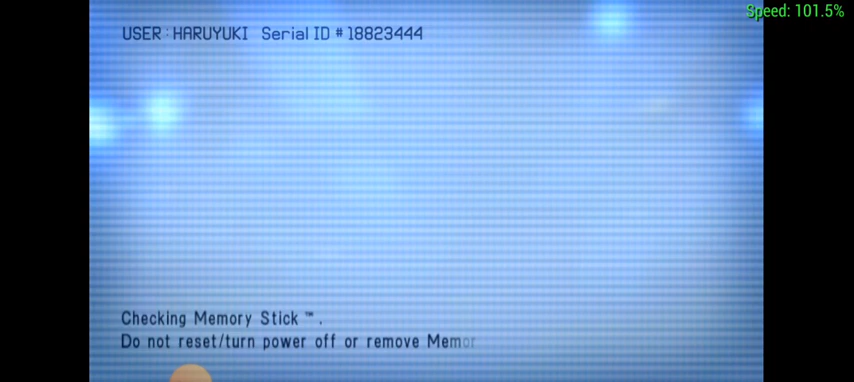 Speed: 101.5%
USER : HARUYUKI Serial ID # 18823444
Checking Memory Stick ™.
Do not reset/turn power off or remove Memor